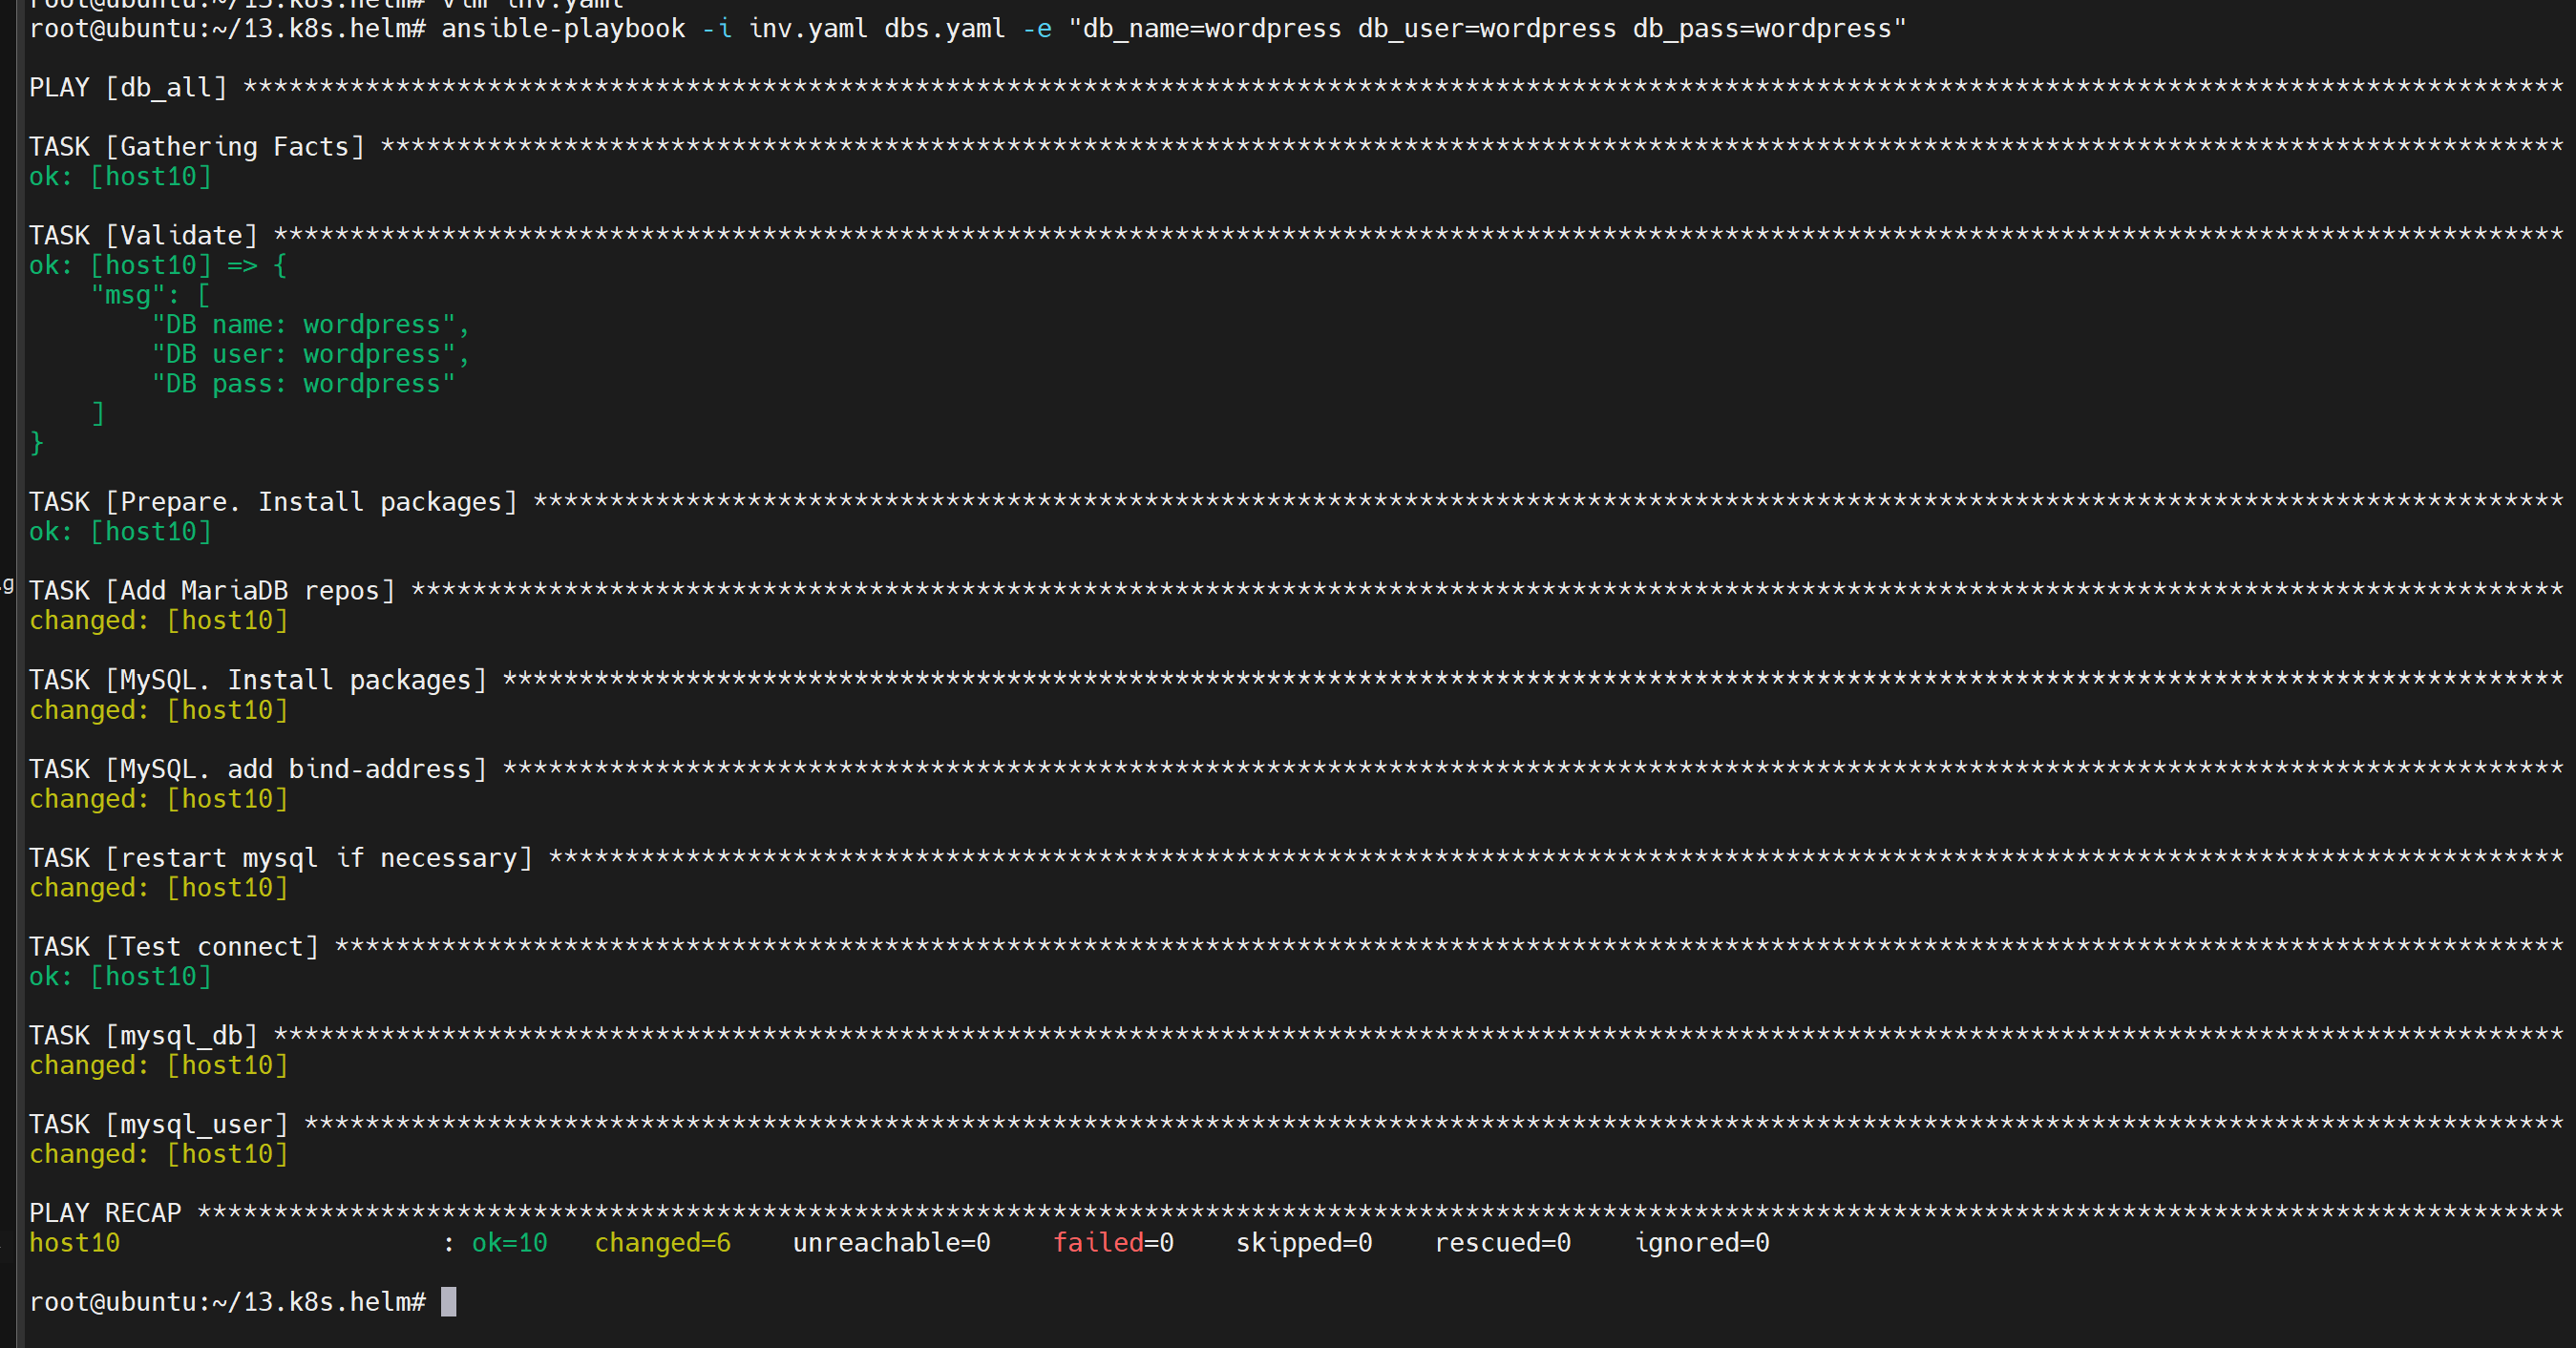 root@ubuntu:~/13.k8s.helm# vim inv.yaml
root@ubuntu:~/13.k8s.helm# ansible-playbook -i inv.yaml dbs.yaml -e "db_name=wordpress db_user=wordpress db_pass=wordpress"
PLAY [db_all] ********************************************************************************************************************************************************
TASK [Gathering Facts] ***********************************************************************************************************************************************
ok: [host10]
TASK [Validate] ******************************************************************************************************************************************************
ok: [host10] => {
    "msg": [
        "DB name: wordpress",
        "DB user: wordpress",
        "DB pass: wordpress"
    ]
}
TASK [Prepare. Install packages] *************************************************************************************************************************************
ok: [host10]
TASK [Add MariaDB repos] *********************************************************************************************************************************************
changed: [host10]
TASK [MySQL. Install packages] ***************************************************************************************************************************************
changed: [host10]
TASK [MySQL. add bind-address] ***************************************************************************************************************************************
changed: [host10]
TASK [restart mysql if necessary] ************************************************************************************************************************************
changed: [host10]
TASK [Test connect] **************************************************************************************************************************************************
ok: [host10]
TASK [mysql_db] ******************************************************************************************************************************************************
changed: [host10]
TASK [mysql_user] ****************************************************************************************************************************************************
changed: [host10]
PLAY RECAP ***********************************************************************************************************************************************************
host10                     : ok=10   changed=6    unreachable=0    failed=0    skipped=0    rescued=0    ignored=0
root@ubuntu:~/13.k8s.helm#